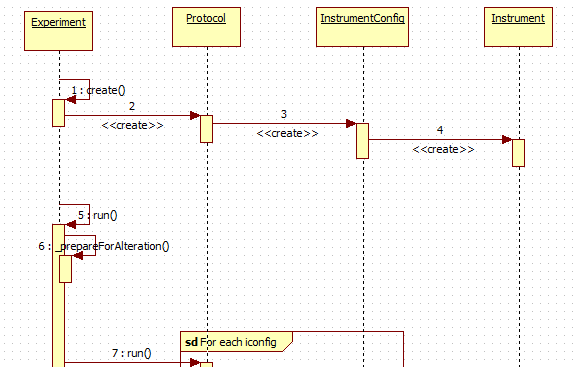 Experiment
Protocol
InstrumentConfig
Instrument
1 : create()
2
<<create>>
3
<<create>>
4
<<create>>
5 : run()
6 : _prepareForAlteration()
sd For each iconfig
7 : run()